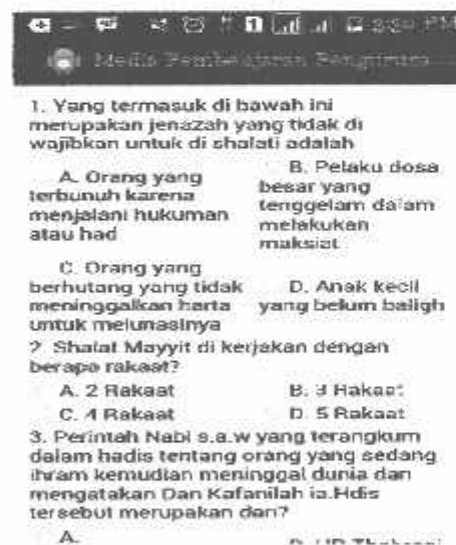 Media Pembelajaran Pengurusa...
1. Yang termasuk di bawah ini
merupakan jenazah yang tidak di
wajibkan untuk di shalati adalah
A. Orang yang
terbunuh karena
menjalani hukuman
atau had
B. Pelaku dosa
besar yang
tenggelam dalam
melakukan
maksiat
C. Orang yang
berhutang yang tidak
meninggalkan harta
untuk melunasinya
D. Anak kecil
yang belum baligh
2. Shalat Mayyit di kerjakan dengan
berapa rakaat?
A. 2 Rakaat
B. 3 Rakaat
C. 4 Rakaat
D. 5 Rakaat
3. Perintah Nabi s.a.w yang terangkum
dalam hadis tentang orang yang sedang
ihram kemudian meninggal dunia dan
mengatakan Dan Kafanilah ia.Hdis
tersebut merupakan dari?
A.